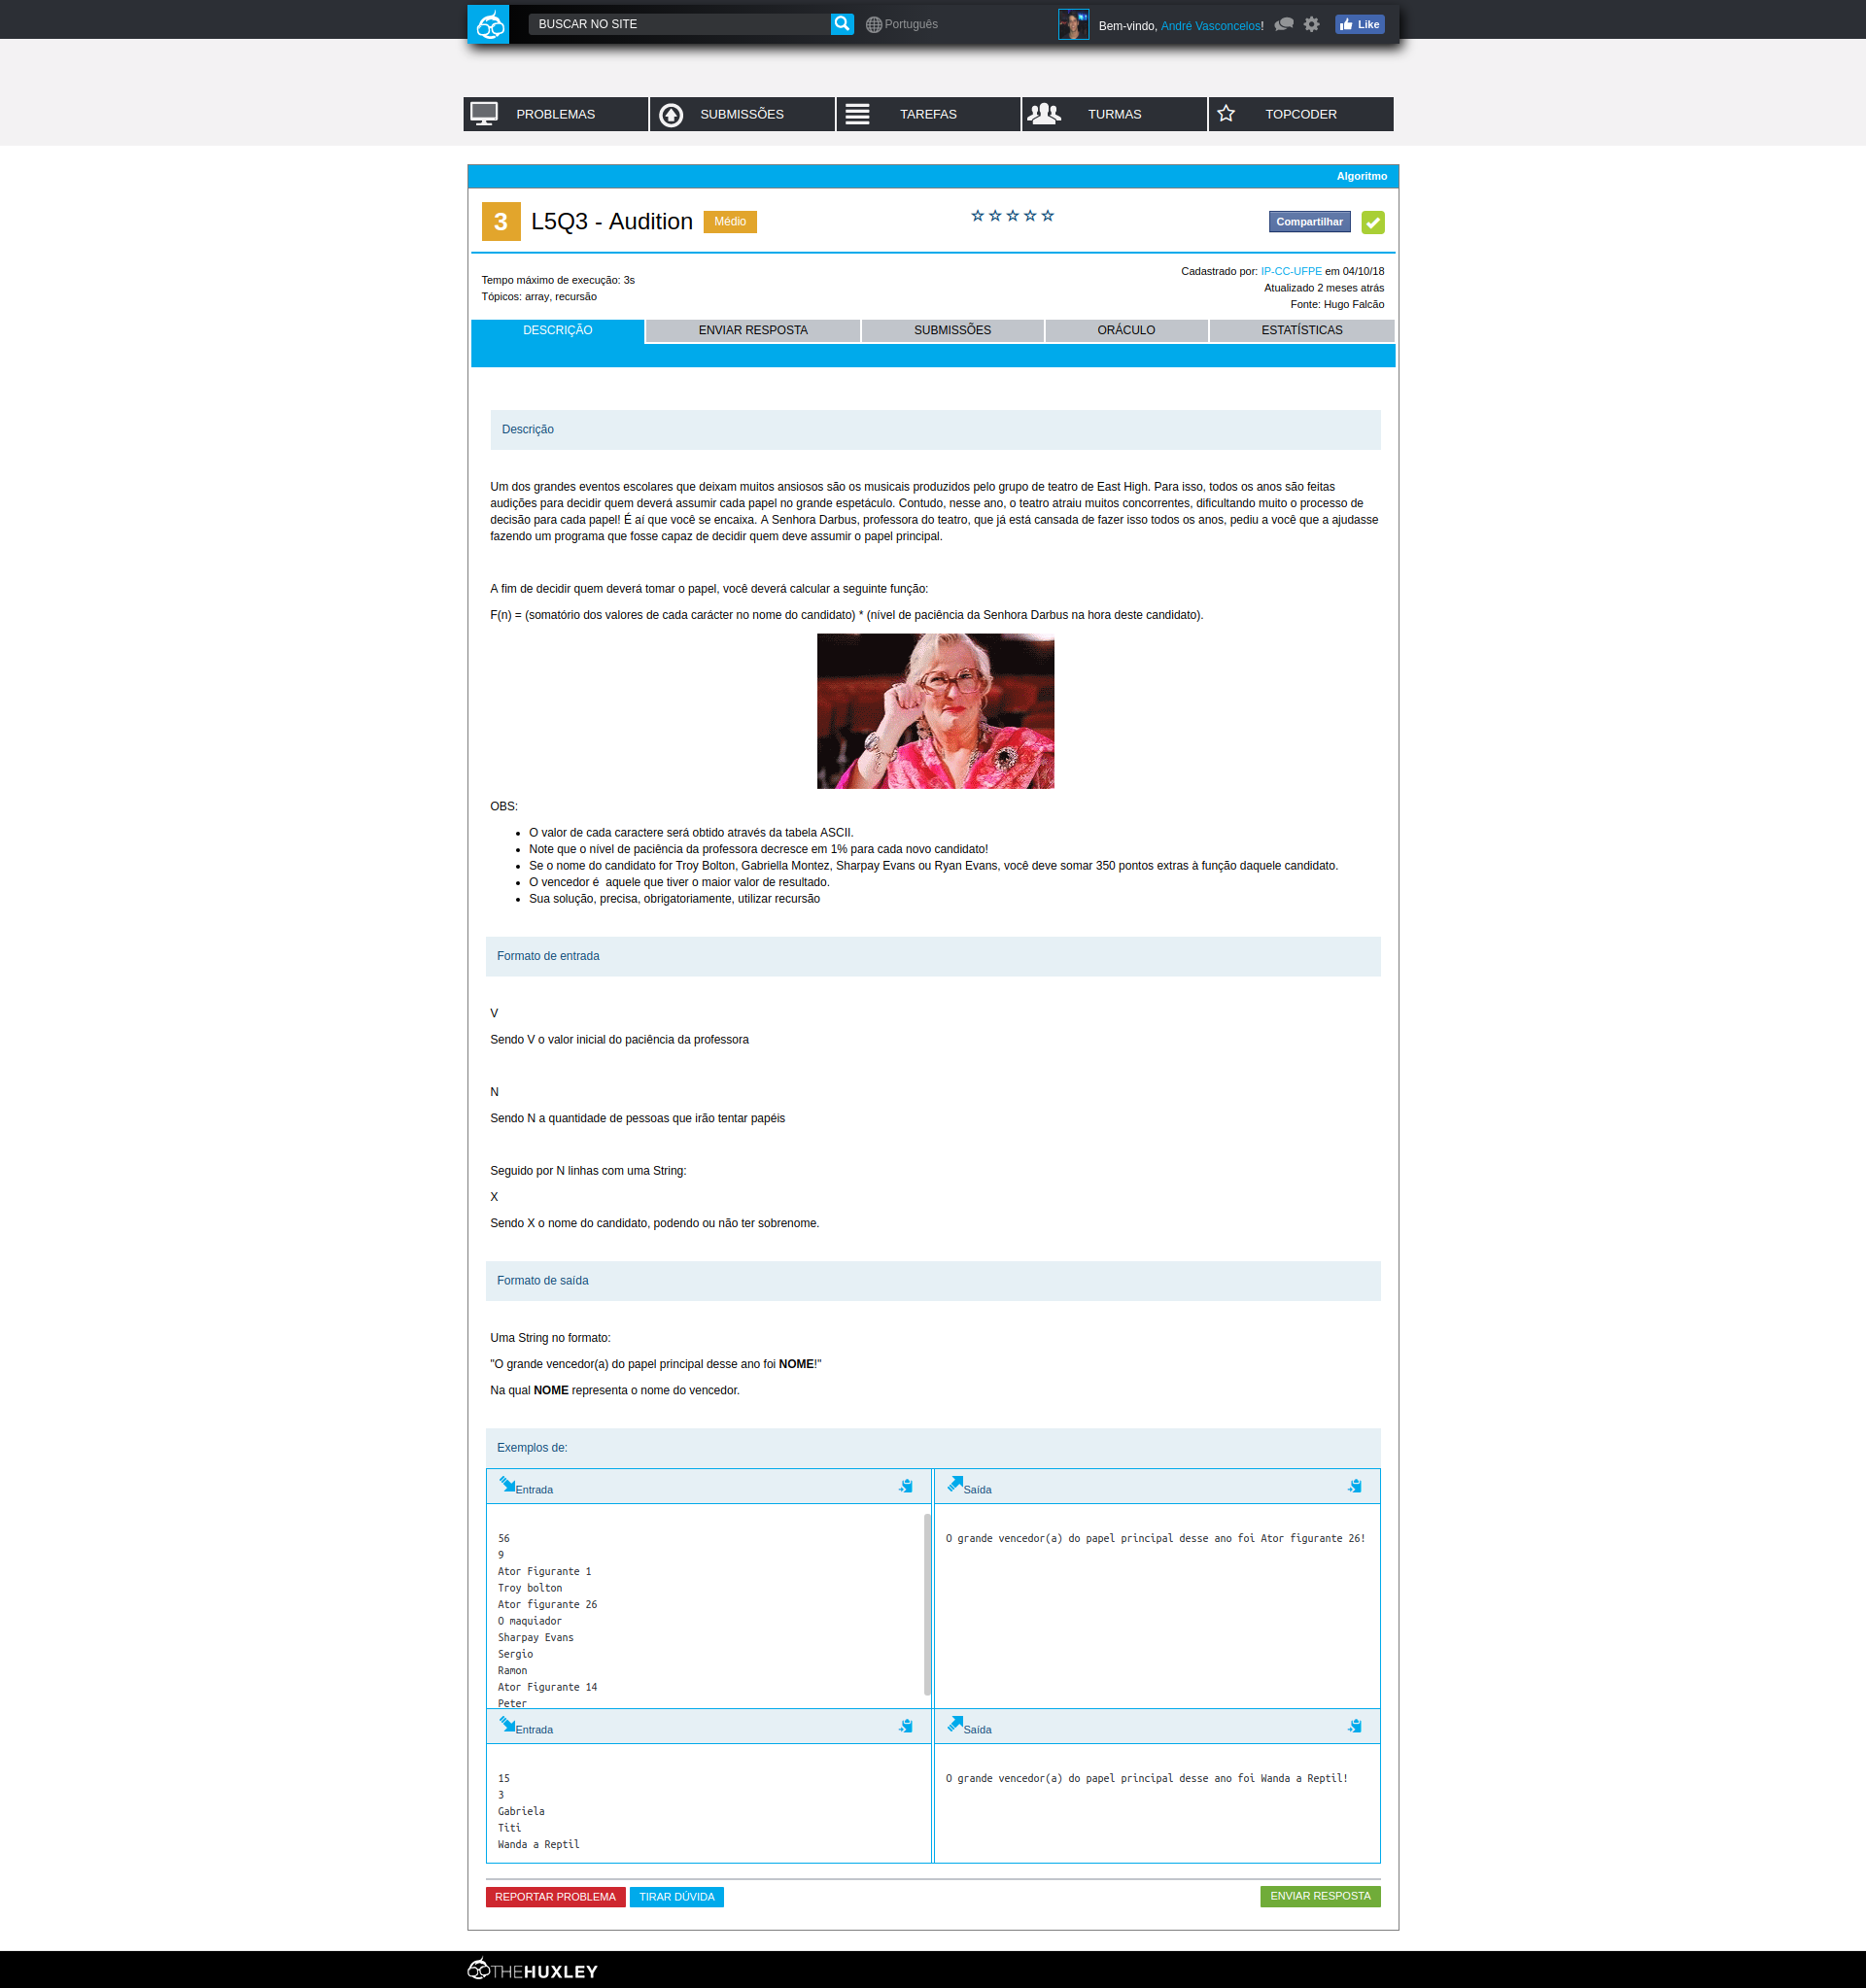 BUSCAR NO SITE
Português
Bem-vindo, André Vasconcelos!
Like
PROBLEMAS
SUBMISSÕES
TAREFAS
TURMAS
TOPCODER
Algoritmo
3
L5Q3 - Audition
Médio
Compartilhar
Tempo máximo de execução: 3s
Tópicos: array, recursão
Cadastrado por: IP-CC-UFPE em 04/10/18
Atualizado 2 meses atrás
Fonte: Hugo Falcão
DESCRIÇÃO
ENVIAR RESPOSTA
SUBMISSÕES
ORÁCULO
ESTATÍSTICAS
Descrição
Um dos grandes eventos escolares que deixam muitos ansiosos são os musicais produzidos pelo grupo de teatro de East High. Para isso, todos os anos são feitas
audições para decidir quem deverá assumir cada papel no grande espetáculo. Contudo, nesse ano, o teatro atraiu muitos concorrentes, dificultando muito o processo de
decisão para cada papel! É aí que você se encaixa. A Senhora Darbus, professora do teatro, que já está cansada de fazer isso todos os anos, pediu a você que a ajudasse
fazendo um programa que fosse capaz de decidir quem deve assumir o papel principal.
A fim de decidir quem deverá tomar o papel, você deverá calcular a seguinte função:
F(n) = (somatório dos valores de cada carácter no nome do candidato) * (nível de paciência da Senhora Darbus na hora deste candidato).
OBS:
• O valor de cada caractere será obtido através da tabela ASCII.
• Note que o nível de paciência da professora decresce em 1% para cada novo candidato!
• Se o nome do candidato for Troy Bolton, Gabriella Montez, Sharpay Evans ou Ryan Evans, você deve somar 350 pontos extras à função daquele candidato.
• O vencedor é  aquele que tiver o maior valor de resultado.
• Sua solução, precisa, obrigatoriamente, utilizar recursão
Formato de entrada
V
Sendo V o valor inicial do paciência da professora
N
Sendo N a quantidade de pessoas que irão tentar papéis
Seguido por N linhas com uma String:
X
Sendo X o nome do candidato, podendo ou não ter sobrenome.
Formato de saída
Uma String no formato:
"O grande vencedor(a) do papel principal desse ano foi NOME!"
Na qual NOME representa o nome do vencedor.
Exemplos de:
Entrada
Saída
56
9
Ator Figurante 1
Troy bolton
Ator figurante 26
O maquiador
Sharpay Evans
Sergio
Ramon
Ator Figurante 14
Peter
O grande vencedor(a) do papel principal desse ano foi Ator figurante 26!
Entrada
Saída
15
3
Gabriela
Titi
Wanda a Reptil
O grande vencedor(a) do papel principal desse ano foi Wanda a Reptil!
REPORTAR PROBLEMA
TIRAR DÚVIDA
ENVIAR RESPOSTA
THEHUXLEY